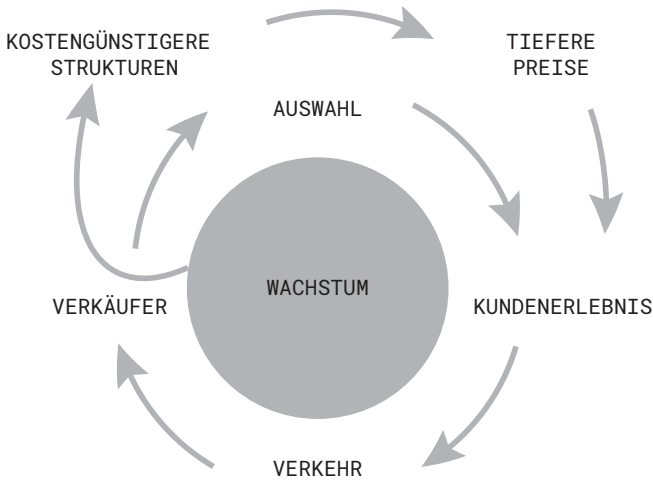 KOSTENGÜNSTIGERE
STRUKTUREN
TIEFERE
PREISE
AUSWAHL
WACHSTUM
VERKÄUFER
KUNDENERLEBNIS
VERKEHR